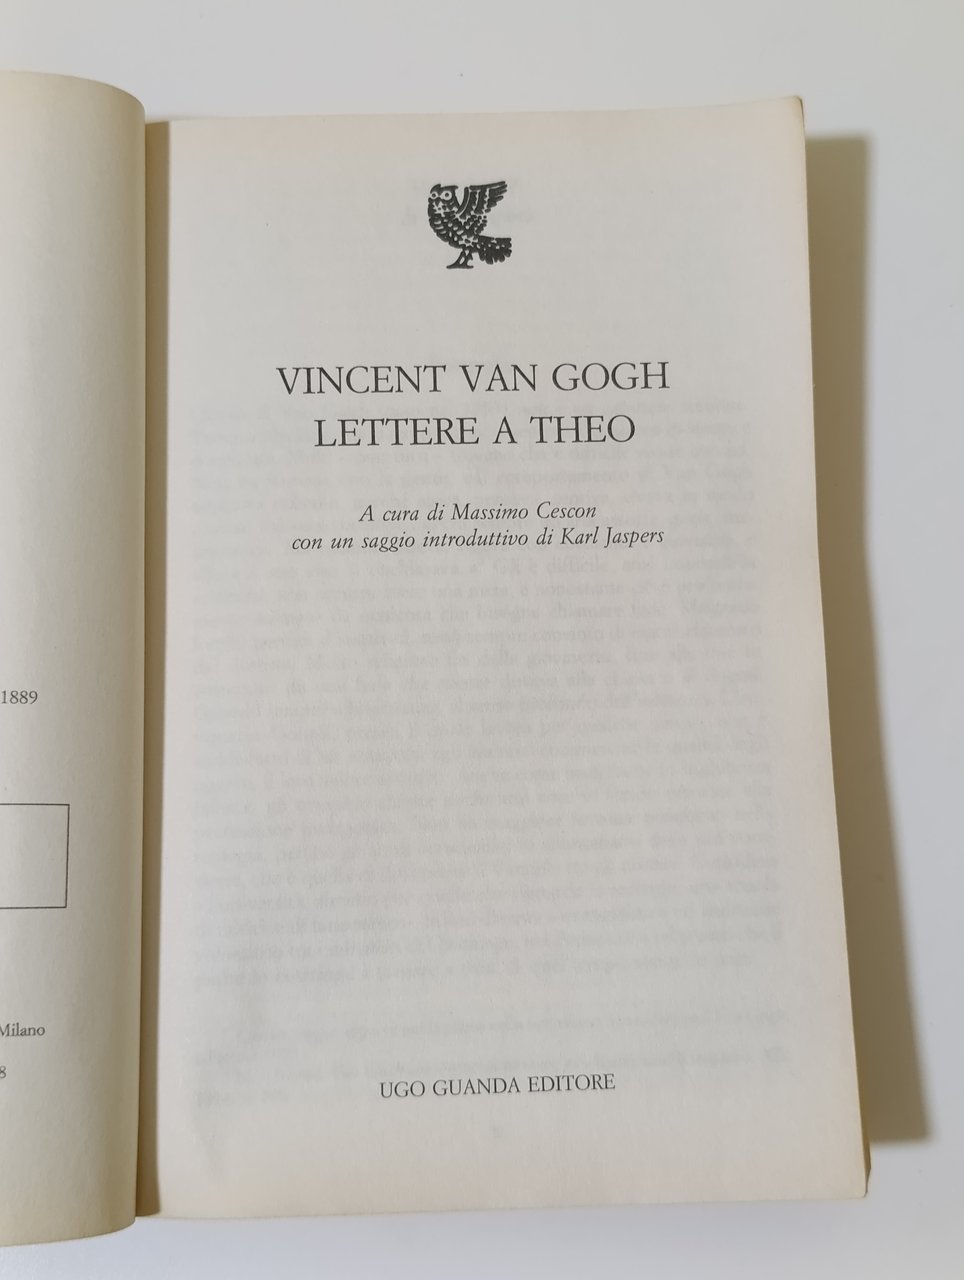 1889
Milano
8
VINCENT VAN GOGH
LETTERE A THEO
A cura di Massimo Cescon
con un saggio introduttivo di Karl Jaspers
UGO GUANDA EDITORE